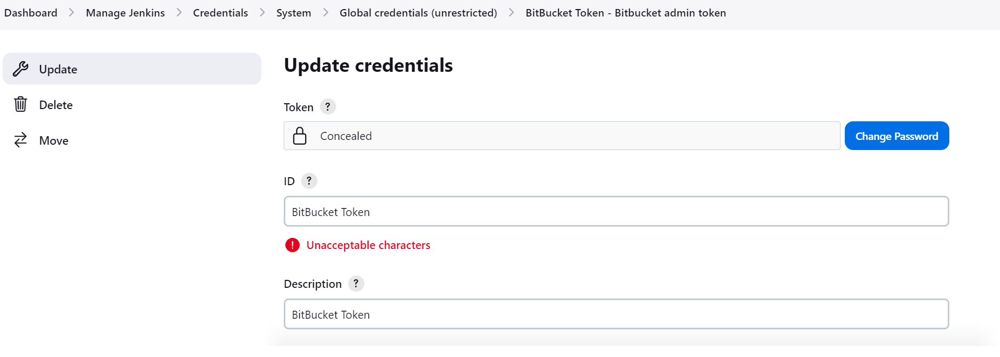 Dashboard > Manage Jenkins > Credentials > System > Global credentials (unrestricted) > BitBucket Token - Bitbucket admin token
Update
Delete
Move
Update credentials
Token ?
Concealed
Change Password
ID ?
BitBucket Token
! Unacceptable characters
Description ?
BitBucket Token